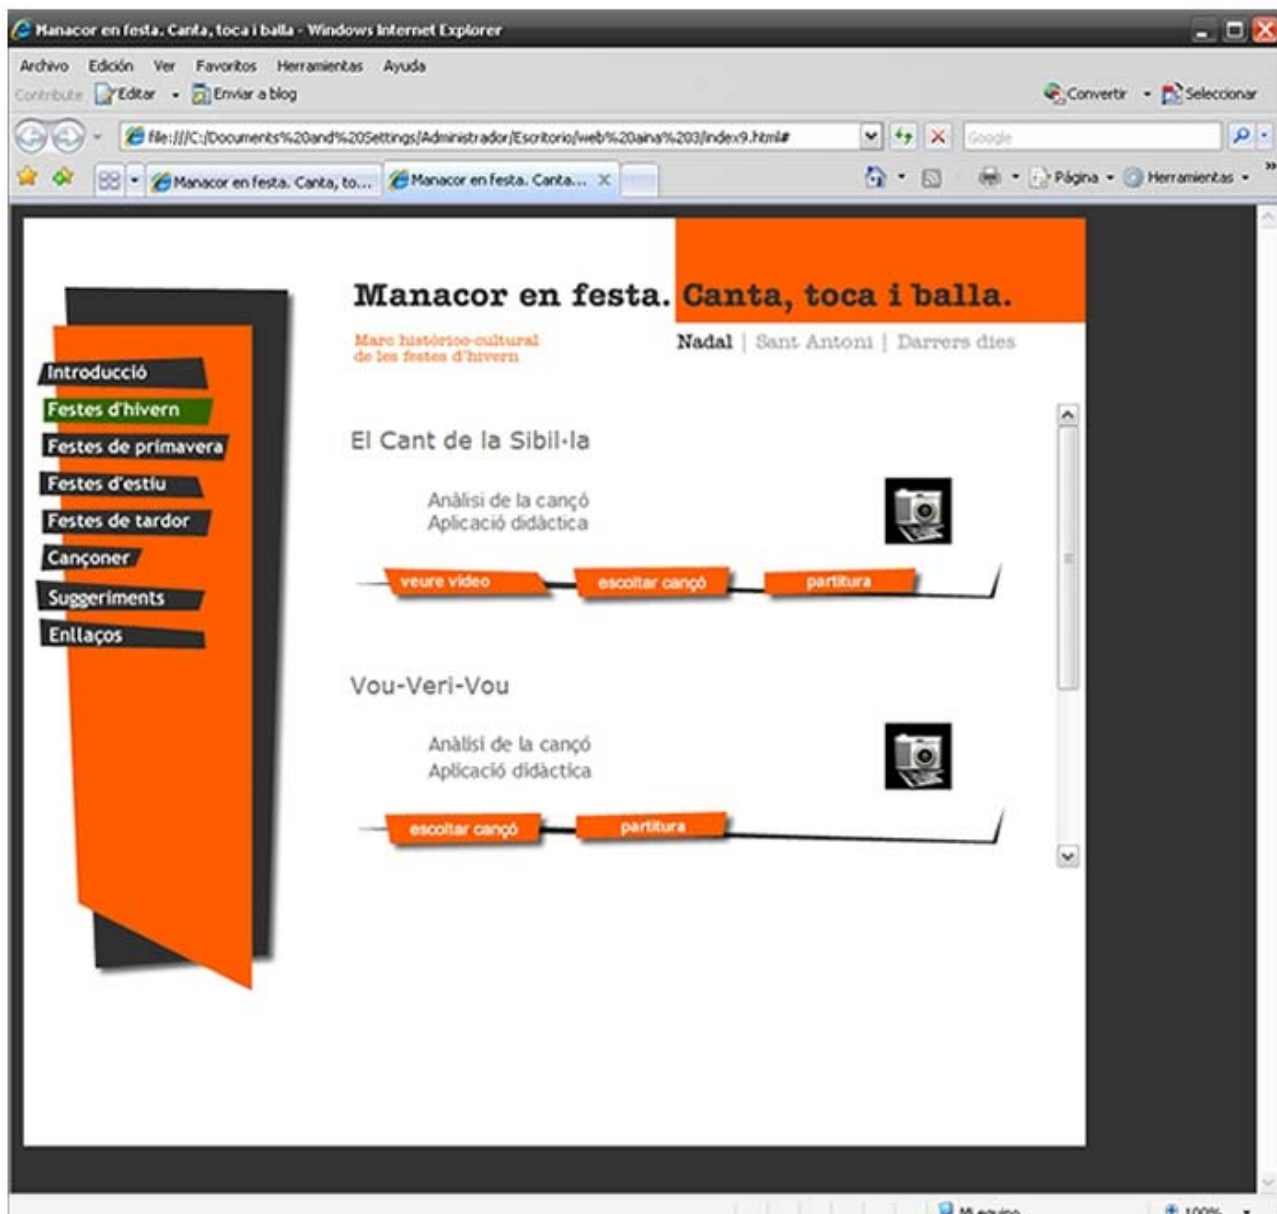 Manacor en festa. Canta, toca i balla - Windows Internet Explorer
Archivo Edición Ver Favoritos Herramientas Ayuda
Contribute Editar Enviar a blog Convertir Seleccionar
file:///C:/Documents%20and%20Settings/Administrador/Escritorio/web%20aina%203/index9.html# Google
Manacor en festa. Canta, to... Manacor en festa. Canta... Página Herramientas
Manacor en festa. Canta, toca i balla.
Marc històrico-cultural
de les festes d'hivern
Nadal | Sant Antoni | Darrers dies
Introducció
Festes d'hivern
Festes de primavera
Festes d'estiu
Festes de tardor
Cançoner
Suggeriments
Enllaços
El Cant de la Sibil·la
Anàlisi de la cançó
Aplicació didàctica
veure vídeo escoltar cançó partitura
Vou-Veri-Vou
Anàlisi de la cançó
Aplicació didàctica
escoltar cançó partitura
Mi equipo 100%